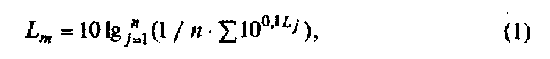 L_m = 10 lg_{j=1}^{n} (1 / n · ∑10^{0,1L_j}), (1)